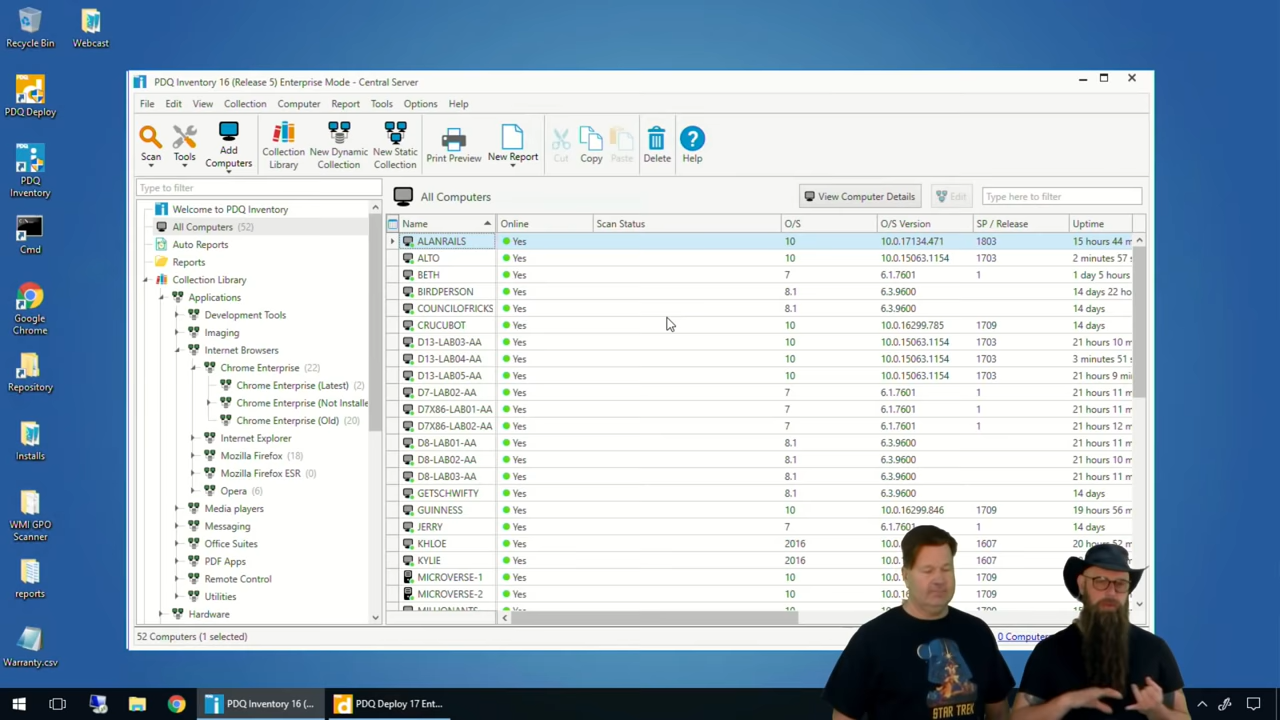 Recycle Bin
Webcast
PDQ Deploy
PDQ Inventory
Cmd
Google Chrome
Repository
Installs
WMI GPO Scanner
reports
Warranty.csv
PDQ Inventory 16 (Release 5) Enterprise Mode - Central Server
File Edit View Collection Computer Report Tools Options Help
Scan Tools Add Computers Collection Library New Dynamic Collection New Static Collection Print Preview New Report Cut Copy Paste Delete Help
Type to filter
Welcome to PDQ Inventory
All Computers (52)
Auto Reports
Reports
Collection Library
Applications
Development Tools
Imaging
Internet Browsers
Chrome Enterprise (22)
Chrome Enterprise (Latest) (2)
Chrome Enterprise (Not Installe
Chrome Enterprise (Old) (20)
Internet Explorer
Mozilla Firefox (18)
Mozilla Firefox ESR (0)
Opera (6)
Media players
Messaging
Office Suites
PDF Apps
Remote Control
Utilities
Hardware
All Computers View Computer Details Edit Type here to filter
Name Online Scan Status O/S O/S Version SP / Release Uptime
ALANRAILS Yes 10 10.0.17134.471 1803 15 hours 44 m
ALTO Yes 10 10.0.15063.1154 1703 2 minutes 57 s
BETH Yes 7 6.1.7601 1 1 day 5 hours
BIRDPERSON Yes 8.1 6.3.9600 14 days 22 ho
COUNCILOFRICKS Yes 8.1 6.3.9600 14 days
CRUCUBOT Yes 10 10.0.16299.785 1709 14 days
D13-LAB03-AA Yes 10 10.0.15063.1154 1703 21 hours 10 m
D13-LAB04-AA Yes 10 10.0.15063.1154 1703 3 minutes 51 s
D13-LAB05-AA Yes 10 10.0.15063.1154 1703 21 hours 9 min
D7-LAB02-AA Yes 7 6.1.7601 1 21 hours 11 m
D7X86-LAB01-AA Yes 7 6.1.7601 1 21 hours 11 m
D7X86-LAB02-AA Yes 7 6.1.7601 1 21 hours 12 m
D8-LAB01-AA Yes 8.1 6.3.9600 21 hours 11 m
D8-LAB02-AA Yes 8.1 6.3.9600 21 hours 10 m
D8-LAB03-AA Yes 8.1 6.3.9600 21 hours 11 m
GETSCHWIFTY Yes 8.1 6.3.9600 14 days
GUINNESS Yes 10 10.0.16299.846 1709 19 hours 56 m
JERRY Yes 7 6.1.7601 1 14 days
KHLOE Yes 2016 1607 20 hours 52 m
KYLIE Yes 2016 1607
MICROVERSE-1 Yes 10 1709
MICROVERSE-2 Yes 10 1709
52 Computers (1 selected)
0 Computer
STAR TREK
PDQ Inventory 16 (... PDQ Deploy 17 Ent...